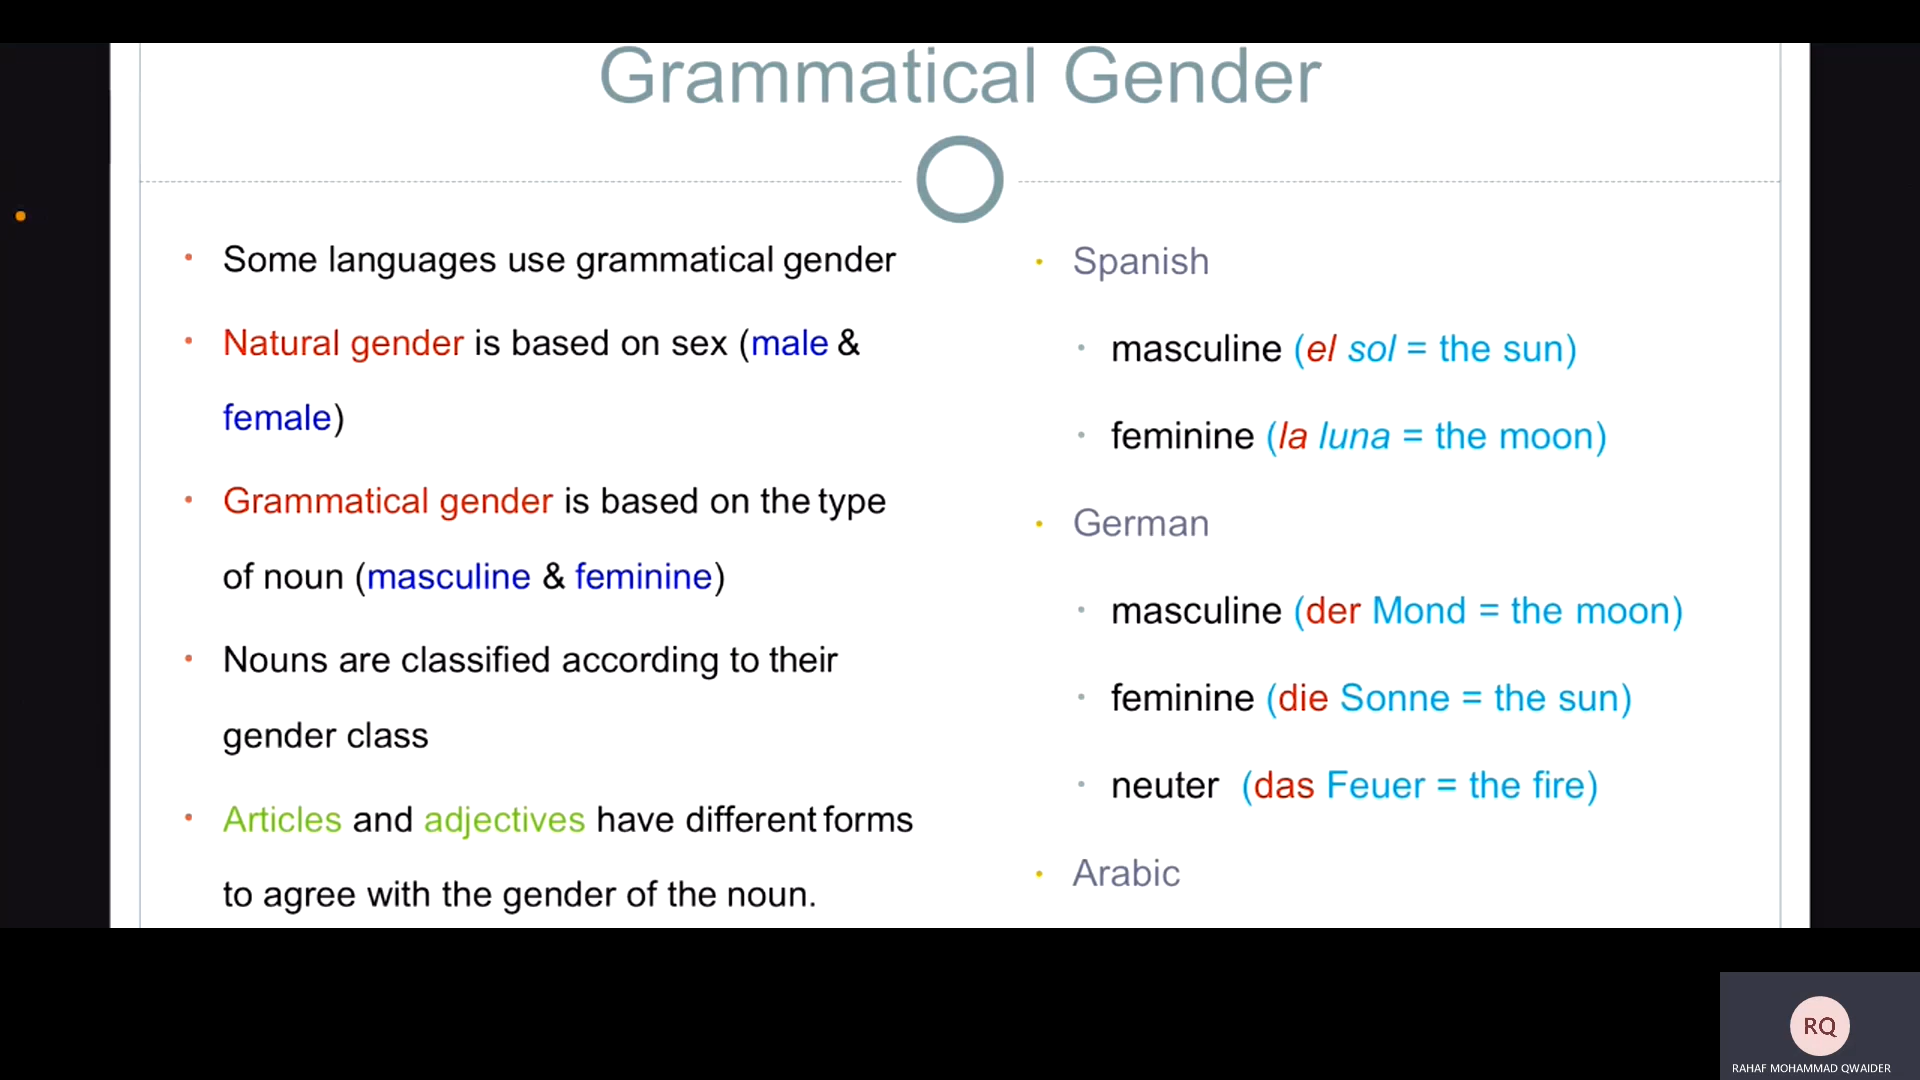 Grammatical Gender
Some languages use grammatical gender
Natural gender is based on sex (male &
female)
Grammatical gender is based on the type
of noun (masculine & feminine)
Nouns are classified according to their
gender class
Articles and adjectives have different forms
to agree with the gender of the noun.
Spanish
masculine (el sol = the sun)
feminine (la luna = the moon)
German
masculine (der Mond = the moon)
feminine (die Sonne = the sun)
neuter (das Feuer = the fire)
Arabic
RQ
RAHAF MOHAMMAD QWAIDER